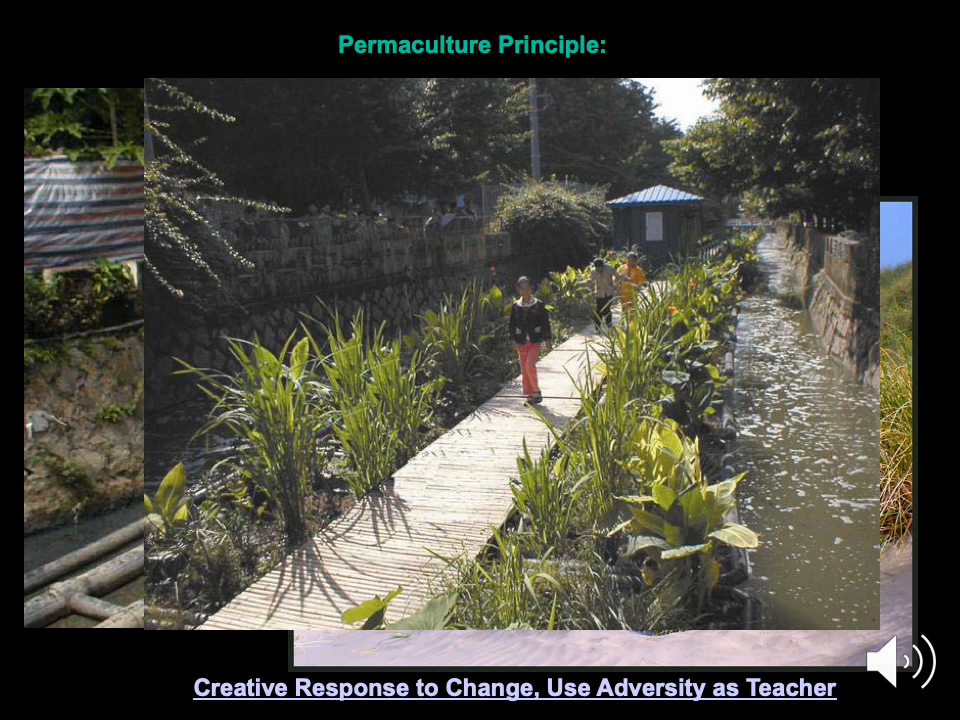 Permaculture Principle:
Creative Response to Change, Use Adversity as Teacher